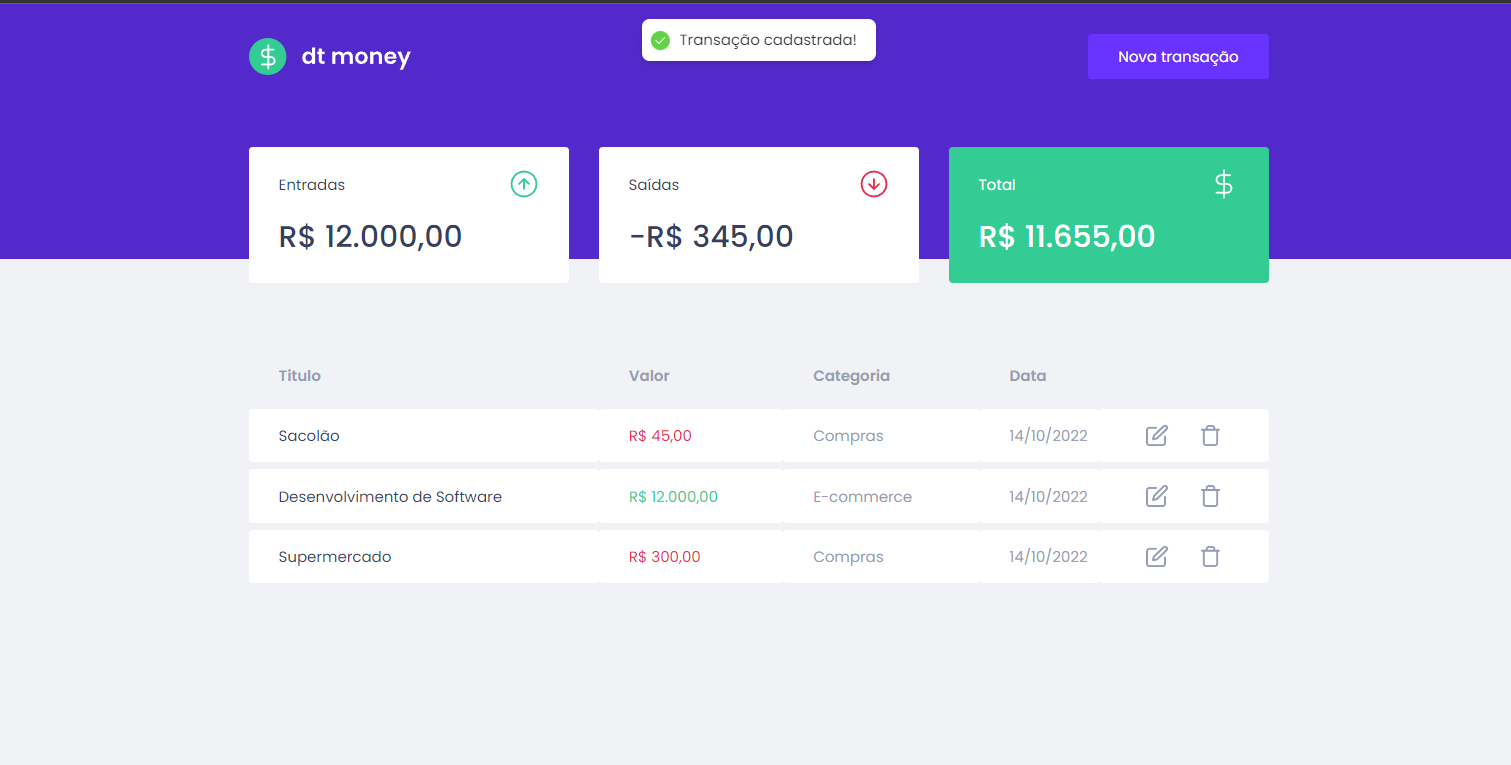 dt money
Transação cadastrada!
Nova transação
Entradas
R$ 12.000,00
Saídas
-R$ 345,00
Total
R$ 11.655,00
Titulo Valor Categoria Data
Sacolão R$ 45,00 Compras 14/10/2022
Desenvolvimento de Software R$ 12.000,00 E-commerce 14/10/2022
Supermercado R$ 300,00 Compras 14/10/2022